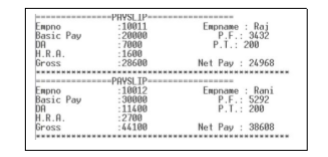 ====================PAYSLIP====================
Empno :10011 Empname : Raj
Basic Pay :20000 P.F.: 3432
DA :7000 P.T.: 200
H.R.A. :1600
Gross :28600 Net Pay : 24968
************************************************
====================PAYSLIP====================
Empno :10012 Empname : Rani
Basic Pay :30000 P.F.: 5292
DA :11400 P.T.: 200
H.R.A. :2700
Gross :44100 Net Pay : 38608
************************************************